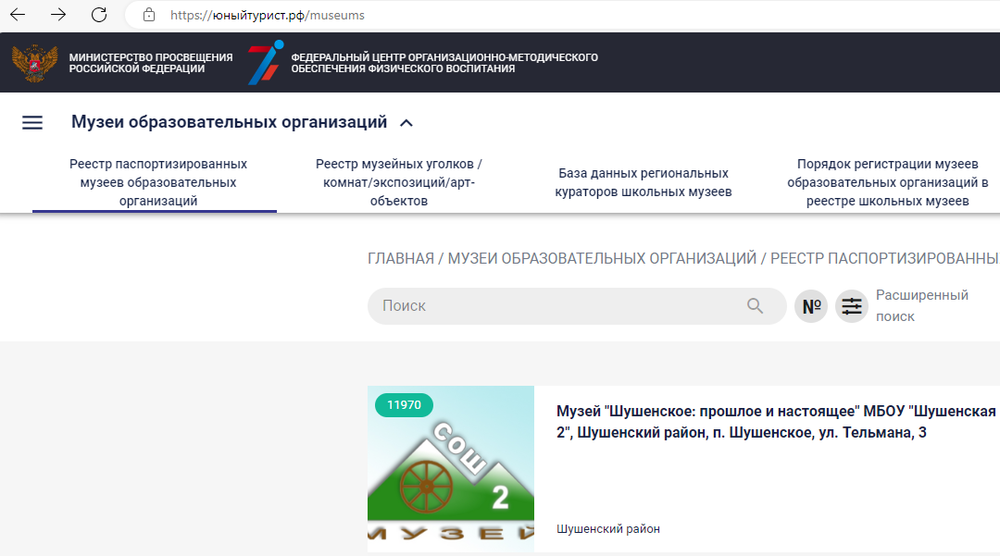 https://юныйтурист.рф/museums
МИНИСТЕРСТВО ПРОСВЕЩЕНИЯ
РОССИЙСКОЙ ФЕДЕРАЦИИ
ФЕДЕРАЛЬНЫЙ ЦЕНТР ОРГАНИЗАЦИОННО-МЕТОДИЧЕСКОГО
ОБЕСПЕЧЕНИЯ ФИЗИЧЕСКОГО ВОСПИТАНИЯ
Музеи образовательных организаций
Реестр паспортизированных
музеев образовательных
организаций
Реестр музейных уголков /
комнат/экспозиций/арт-
объектов
База данных региональных
кураторов школьных музеев
Порядок регистрации музеев
образовательных организаций в
реестре школьных музеев
ГЛАВНАЯ / МУЗЕИ ОБРАЗОВАТЕЛЬНЫХ ОРГАНИЗАЦИЙ / РЕЕСТР ПАСПОРТИЗИРОВАННЫ
Поиск
№
Расширенный
поиск
11970
СОШ
2
МУЗЕЙ
Музей "Шушенское: прошлое и настоящее" МБОУ "Шушенская
2", Шушенский район, п. Шушенское, ул. Тельмана, 3
Шушенский район